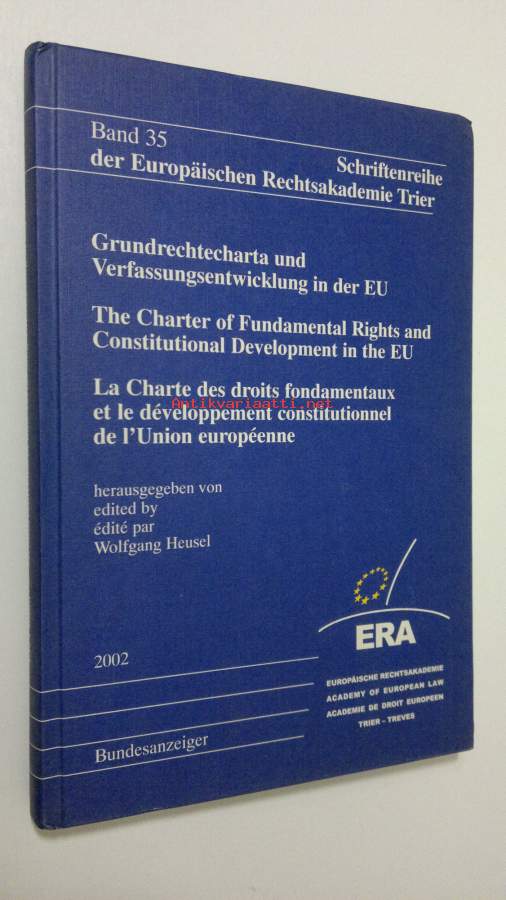 Band 35
Schriftenreihe
der Europäischen Rechtsakademie Trier
Grundrechtecharta und
Verfassungsentwicklung in der EU
The Charter of Fundamental Rights and
Constitutional Development in the EU
La Charte des droits fondamentaux
Antikvariaatti.net
et le développement constitutionnel
de l'Union européenne
herausgegeben von
edited by
édité par
Wolfgang Heusel
ERA
2002
EUROPÄISCHE RECHTSAKADEMIE
ACADEMY OF EUROPEAN LAW
ACADEMIE DE DROIT EUROPEEN
TRIER – TREVES
Bundesanzeiger